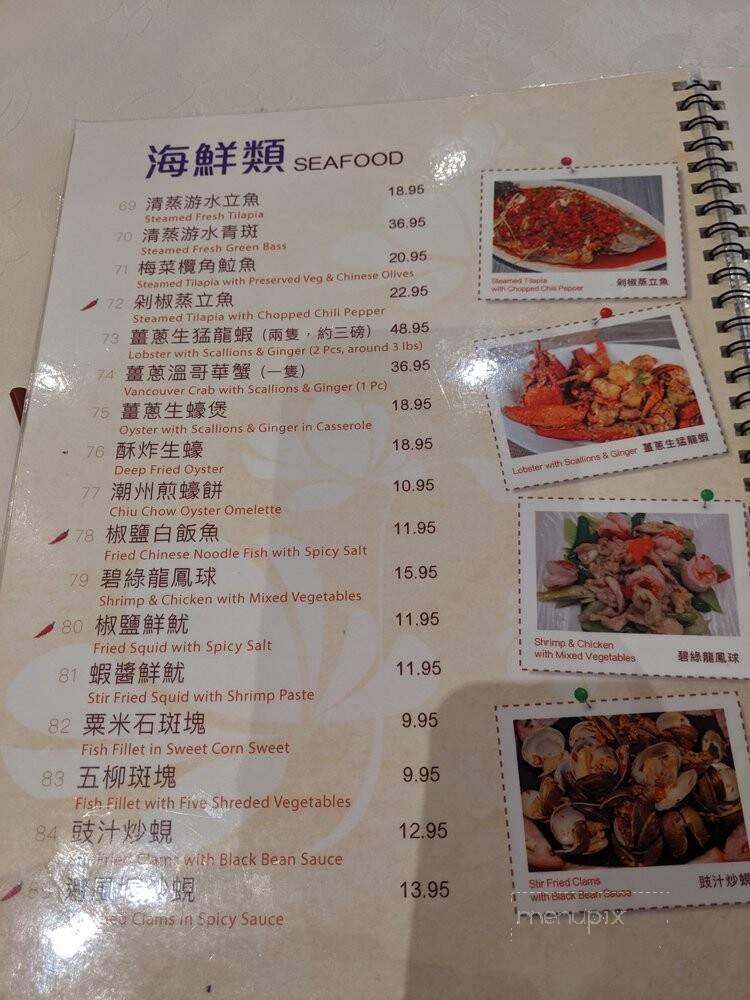 海鮮類 SEAFOOD
69 清蒸游水立魚 18.95
Steamed Fresh Tilapia
70 清蒸游水青斑 36.95
Steamed Fresh Green Bass
71 梅菜欖角䱽魚 20.95
Steamed Tilapia with Preserved Veg & Chinese Olives
72 剁椒蒸立魚 22.95
Steamed Tilapia with Chopped Chili Pepper
73 薑蔥生猛龍蝦 (兩隻，約三磅) 48.95
Lobster with Scallions & Ginger (2 Pcs, around 3 lbs)
74 薑蔥溫哥華蟹 (一隻) 36.95
Vancouver Crab with Scallions & Ginger (1 Pc)
75 薑蔥生蠔煲 18.95
Oyster with Scallions & Ginger in Casserole
76 酥炸生蠔 18.95
Deep Fried Oyster
77 潮州煎蠔餅 10.95
Chiu Chow Oyster Omelette
78 椒鹽白飯魚 11.95
Fried Chinese Noodle Fish with Spicy Salt
79 碧綠龍鳳球 15.95
Shrimp & Chicken with Mixed Vegetables
80 椒鹽鮮魷 11.95
Fried Squid with Spicy Salt
81 蝦醬鮮魷 11.95
Stir Fried Squid with Shrimp Paste
82 粟米石斑塊 9.95
Fish Fillet in Sweet Corn Sweet
83 五柳斑塊 9.95
Fish Fillet with Five Shreded Vegetables
84 豉汁炒蜆 12.95
Stir Fried Clams with Black Bean Sauce
炒蜆 13.95
Clams in Spicy Sauce
Steamed Tilapia
with Chopped Chili Pepper 剁椒蒸立魚
Lobster with Scallions & Ginger 薑蔥生猛龍蝦
Shrimp & Chicken
with Mixed Vegetables 碧綠龍鳳球
Stir Fried Clams
with Black Bean Sauce 豉汁炒蜆
menupix